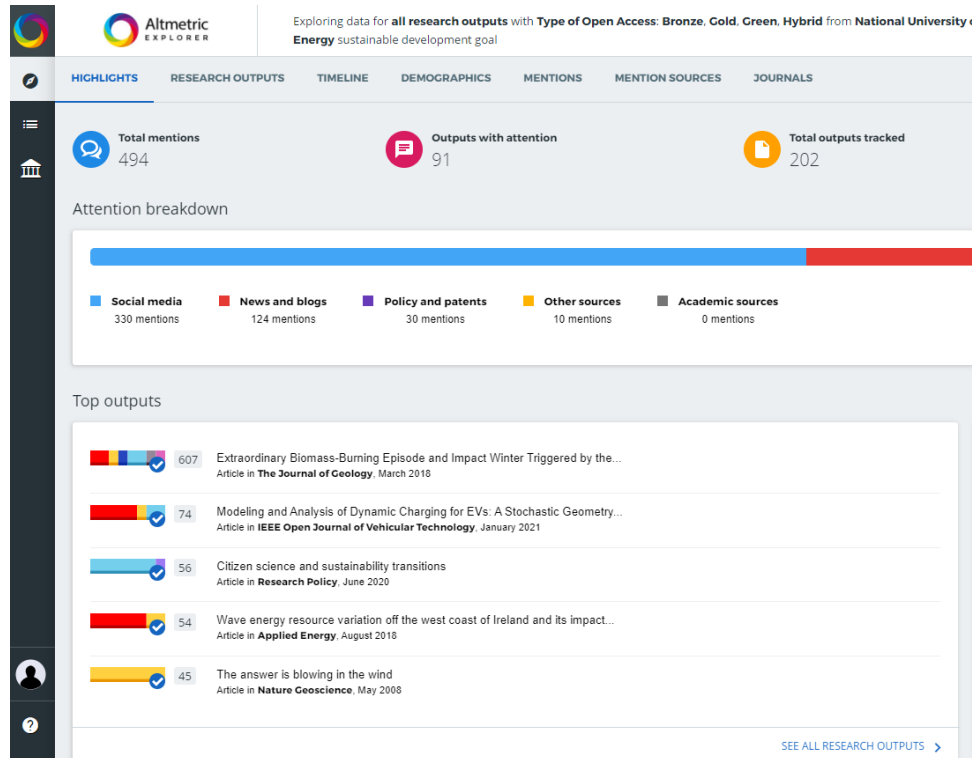 Altmetric
EXPLORER
Exploring data for all research outputs with Type of Open Access: Bronze, Gold, Green, Hybrid from National University
Energy sustainable development goal
HIGHLIGHTS RESEARCH OUTPUTS TIMELINE DEMOGRAPHICS MENTIONS MENTION SOURCES JOURNALS
Total mentions
494
Outputs with attention
91
Total outputs tracked
202
Attention breakdown
Social media
330 mentions
News and blogs
124 mentions
Policy and patents
30 mentions
Other sources
10 mentions
Academic sources
0 mentions
Top outputs
607
Extraordinary Biomass-Burning Episode and Impact Winter Triggered by the...
Article in The Journal of Geology, March 2018
74
Modeling and Analysis of Dynamic Charging for EVs: A Stochastic Geometry...
Article in IEEE Open Journal of Vehicular Technology, January 2021
56
Citizen science and sustainability transitions
Article in Research Policy, June 2020
54
Wave energy resource variation off the west coast of Ireland and its impact...
Article in Applied Energy, August 2018
45
The answer is blowing in the wind
Article in Nature Geoscience, May 2008
SEE ALL RESEARCH OUTPUTS